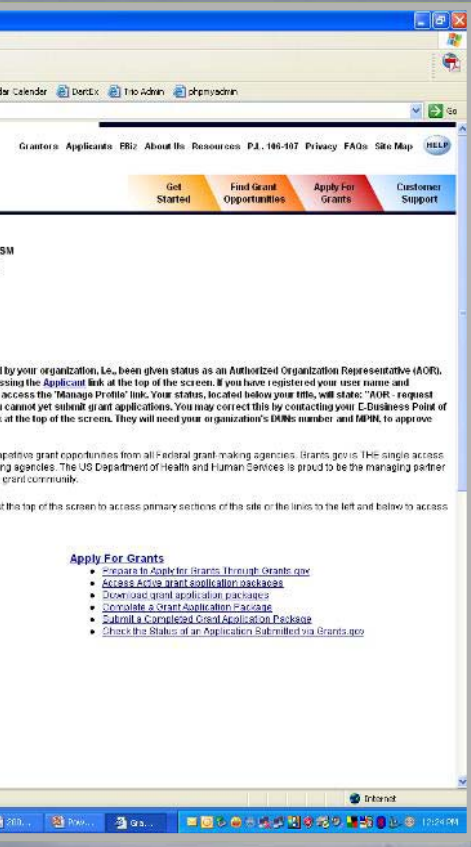 dar Calendar DartEx Trio Admin phpmyadmin
Go
Grantors Applicants EBiz About Us Resources P.L. 106-107 Privacy FAQs Site Map HELP
Get Started
Find Grant Opportunities
Apply For Grants
Customer Support
SM
d by your organization, i.e., been given status as an Authorized Organization Representative (AOR),
ssing the Applicant link at the top of the screen. If you have registered your user name and
access the 'Manage Profile' link. Your status, located below your title, will state: "AOR - request
u cannot yet submit grant applications. You may correct this by contacting your E-Business Point of
at the top of the screen. They will need your organization's DUNs number and MPIN, to approve
petitive grant opportunities from all Federal grant-making agencies. Grants.gov is THE single access
ng agencies. The US Department of Health and Human Services is proud to be the managing partner
grant community.
t the top of the screen to access primary sections of the site or the links to the left and below to access
Apply For Grants
Prepare to Apply for Grants Through Grants.gov
Access Active grant application packages
Download grant application packages
Complete a Grant Application Package
Submit a Completed Grant Application Package
Check the Status of an Application Submitted via Grants.gov
Internet
Pow... Gra... 12:24 PM